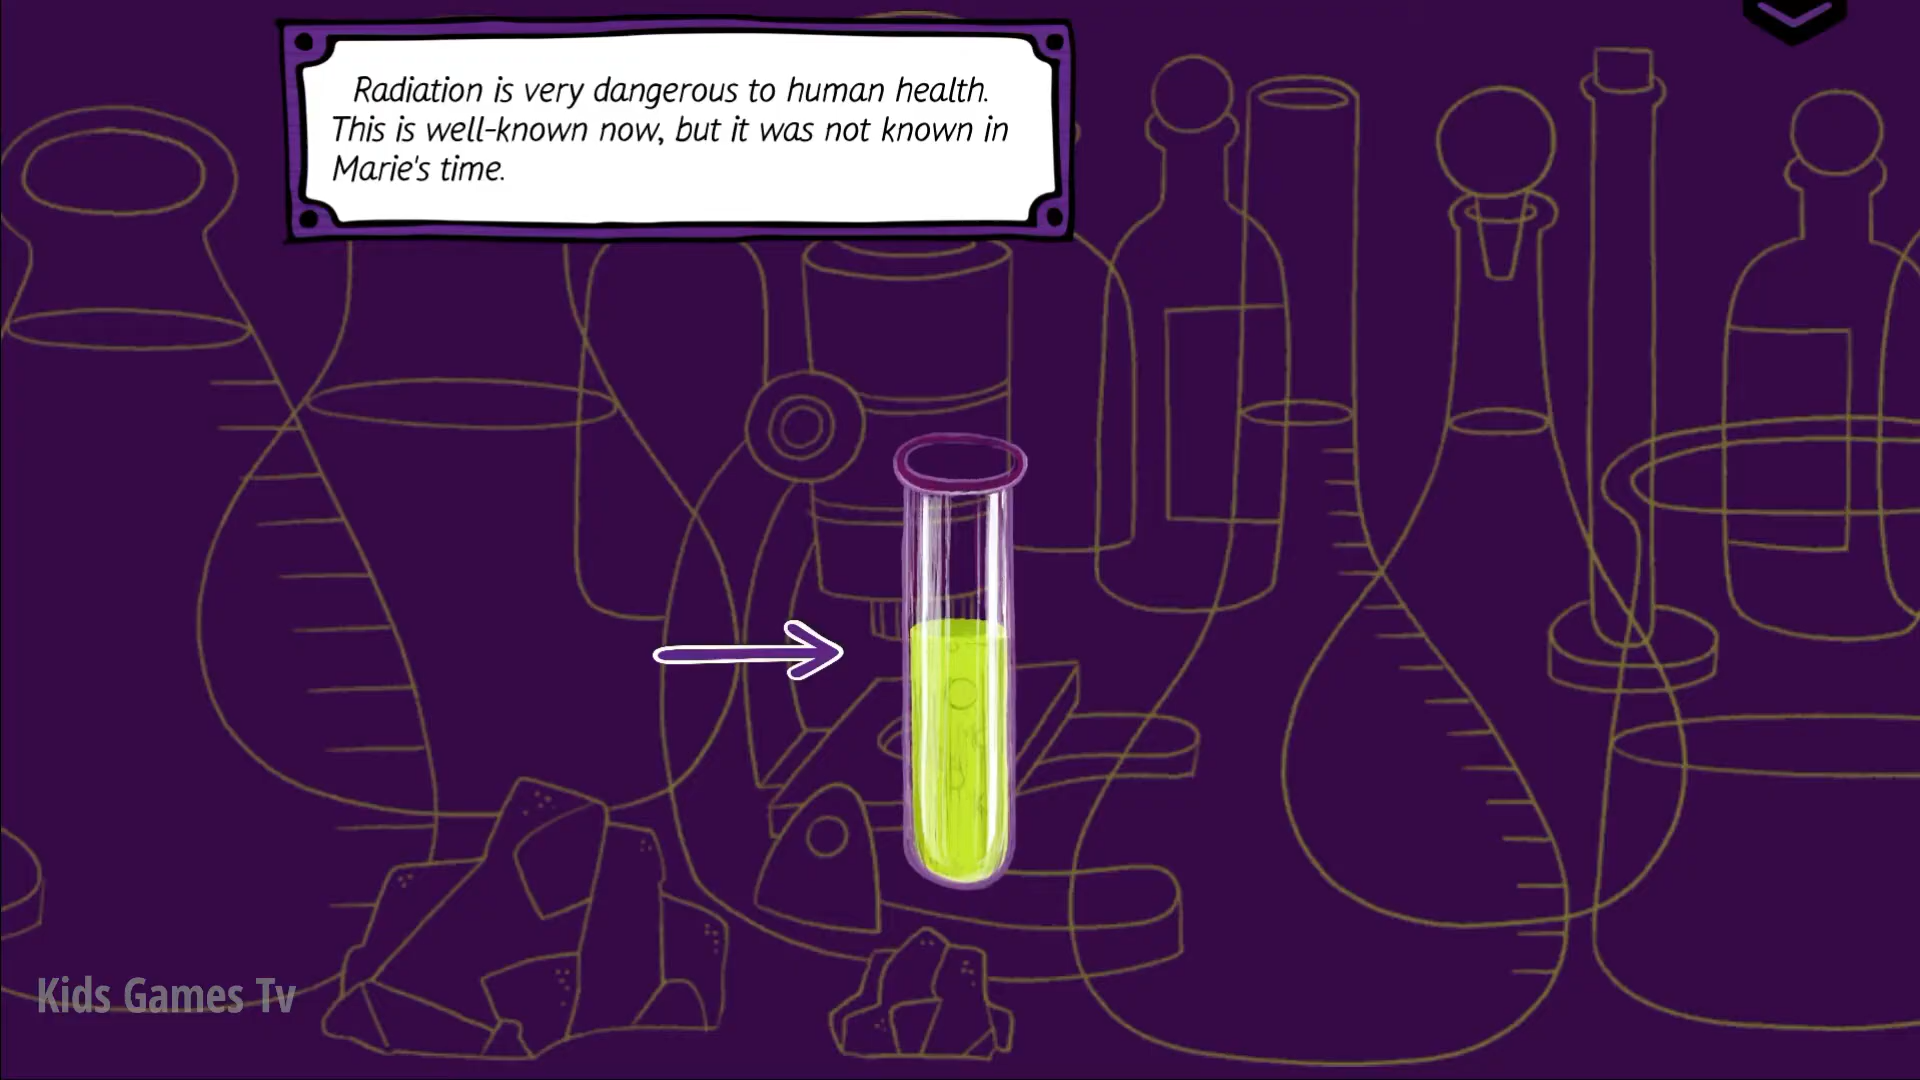 Radiation is very dangerous to human health.
This is well-known now, but it was not known in
Marie's time.
Kids Games Tv